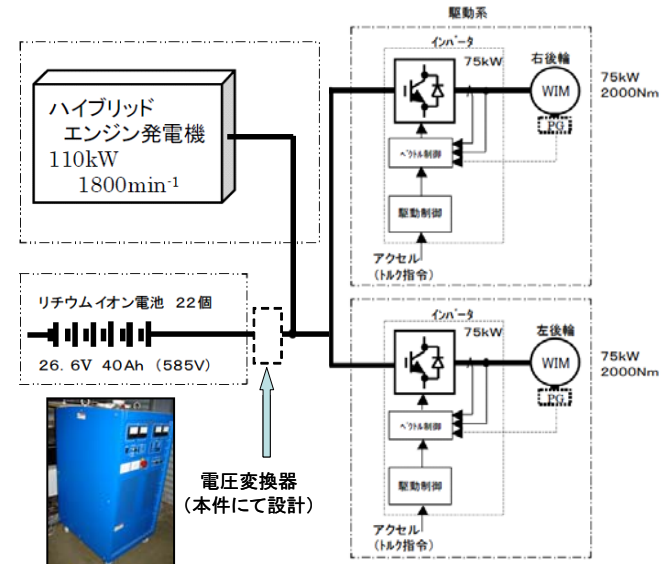 駆動系
ハイブリッド
エンジン発電機
110kW
1800min-1
リチウムイオン電池 22個
26.6V 40Ah (585V)
電圧変換器
(本件にて設計)
インバータ
75kW
右後輪
WIM
PG
75kW
2000Nm
ベクトル制御
駆動制御
アクセル
(トルク指令)
インバータ
75kW
左後輪
WIM
PG
75kW
2000Nm
ベクトル制御
駆動制御
アクセル
(トルク指令)